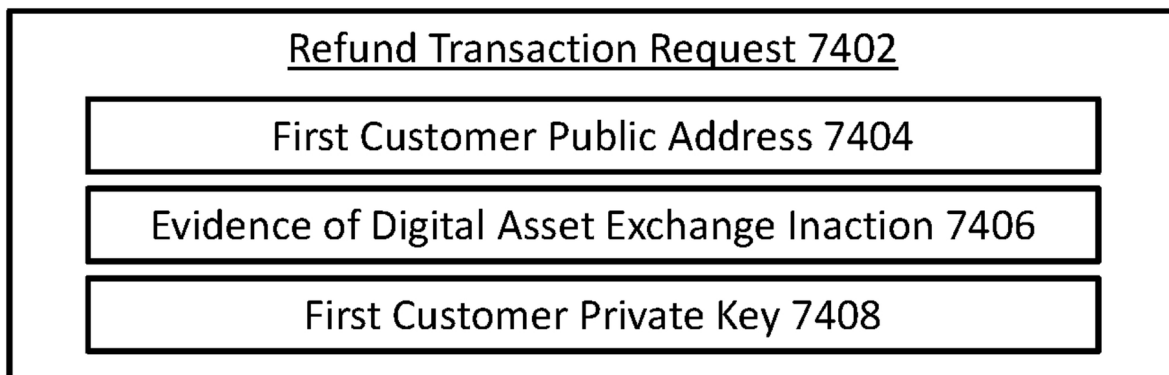 Refund Transaction Request 7402
First Customer Public Address 7404
Evidence of Digital Asset Exchange Inaction 7406
First Customer Private Key 7408